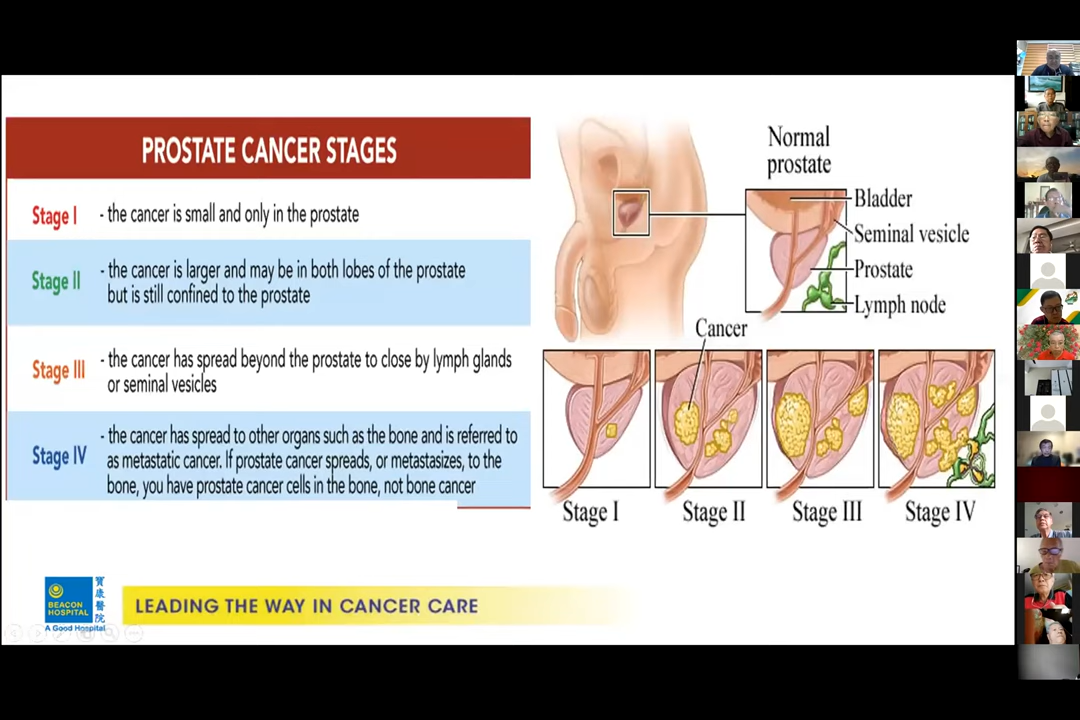 PROSTATE CANCER STAGES
Stage I - the cancer is small and only in the prostate
Stage II - the cancer is larger and may be in both lobes of the prostate
but is still confined to the prostate
Stage III - the cancer has spread beyond the prostate to close by lymph glands
or seminal vesicles
Stage IV - the cancer has spread to other organs such as the bone and is referred to
as metastatic cancer. If prostate cancer spreads, or metastasizes, to the
bone, you have prostate cancer cells in the bone, not bone cancer
Normal
prostate
Bladder
Seminal vesicle
Prostate
Lymph node
Cancer
Stage I
Stage II
Stage III
Stage IV
BEACON
HOSPITAL
寶康醫院
A Good Hospital
LEADING THE WAY IN CANCER CARE